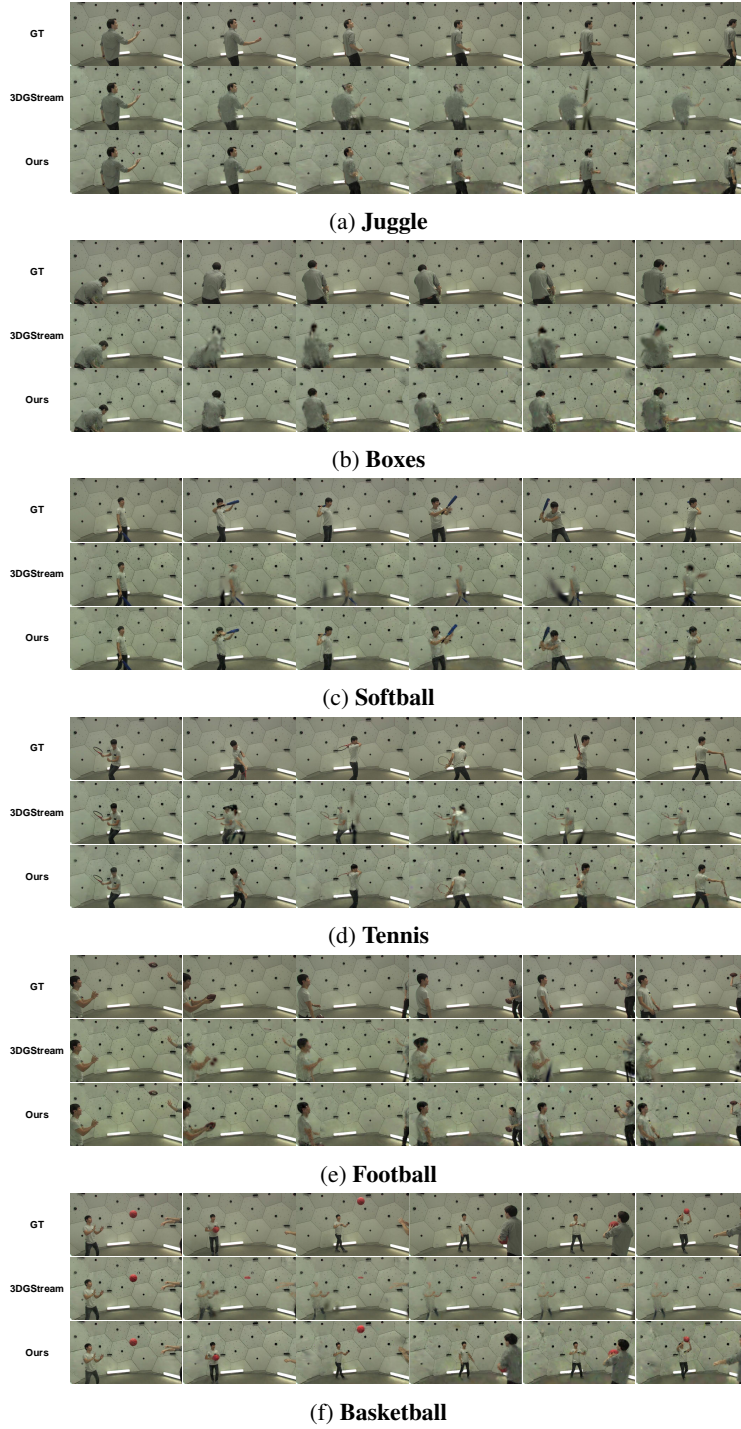 GT
3DGStream
Ours
(a) Juggle
GT
3DGStream
Ours
(b) Boxes
GT
3DGStream
Ours
(c) Softball
GT
3DGStream
Ours
(d) Tennis
GT
3DGStream
Ours
(e) Football
GT
3DGStream
Ours
(f) Basketball